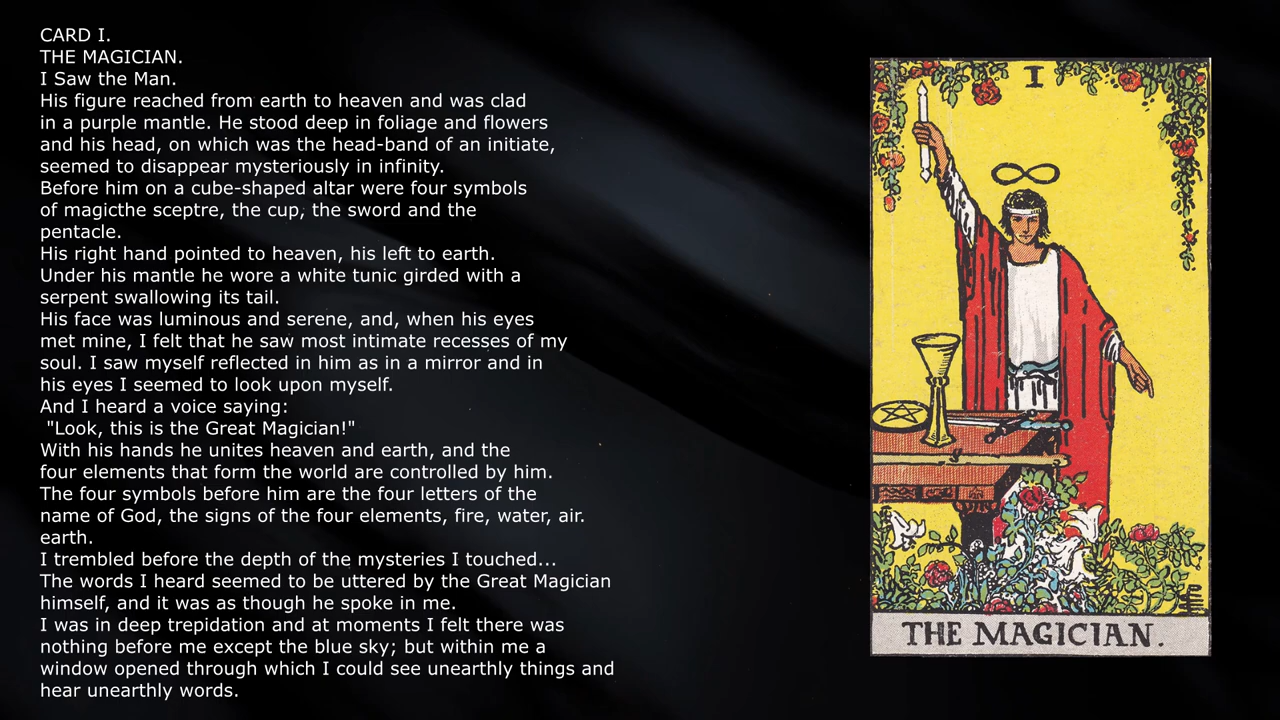 CARD I.
THE MAGICIAN.
I Saw the Man.
His figure reached from earth to heaven and was clad
in a purple mantle. He stood deep in foliage and flowers
and his head, on which was the head-band of an initiate,
seemed to disappear mysteriously in infinity.
Before him on a cube-shaped altar were four symbols
of magicthe sceptre, the cup, the sword and the
pentacle.
His right hand pointed to heaven, his left to earth.
Under his mantle he wore a white tunic girded with a
serpent swallowing its tail.
His face was luminous and serene, and, when his eyes
met mine, I felt that he saw most intimate recesses of my
soul. I saw myself reflected in him as in a mirror and in
his eyes I seemed to look upon myself.
And I heard a voice saying:
"Look, this is the Great Magician!"
With his hands he unites heaven and earth, and the
four elements that form the world are controlled by him.
The four symbols before him are the four letters of the
name of God, the signs of the four elements, fire, water, air.
earth.
I trembled before the depth of the mysteries I touched...
The words I heard seemed to be uttered by the Great Magician
himself, and it was as though he spoke in me.
I was in deep trepidation and at moments I felt there was
nothing before me except the blue sky; but within me a
window opened through which I could see unearthly things and
hear unearthly words.
I
THE MAGICIAN.